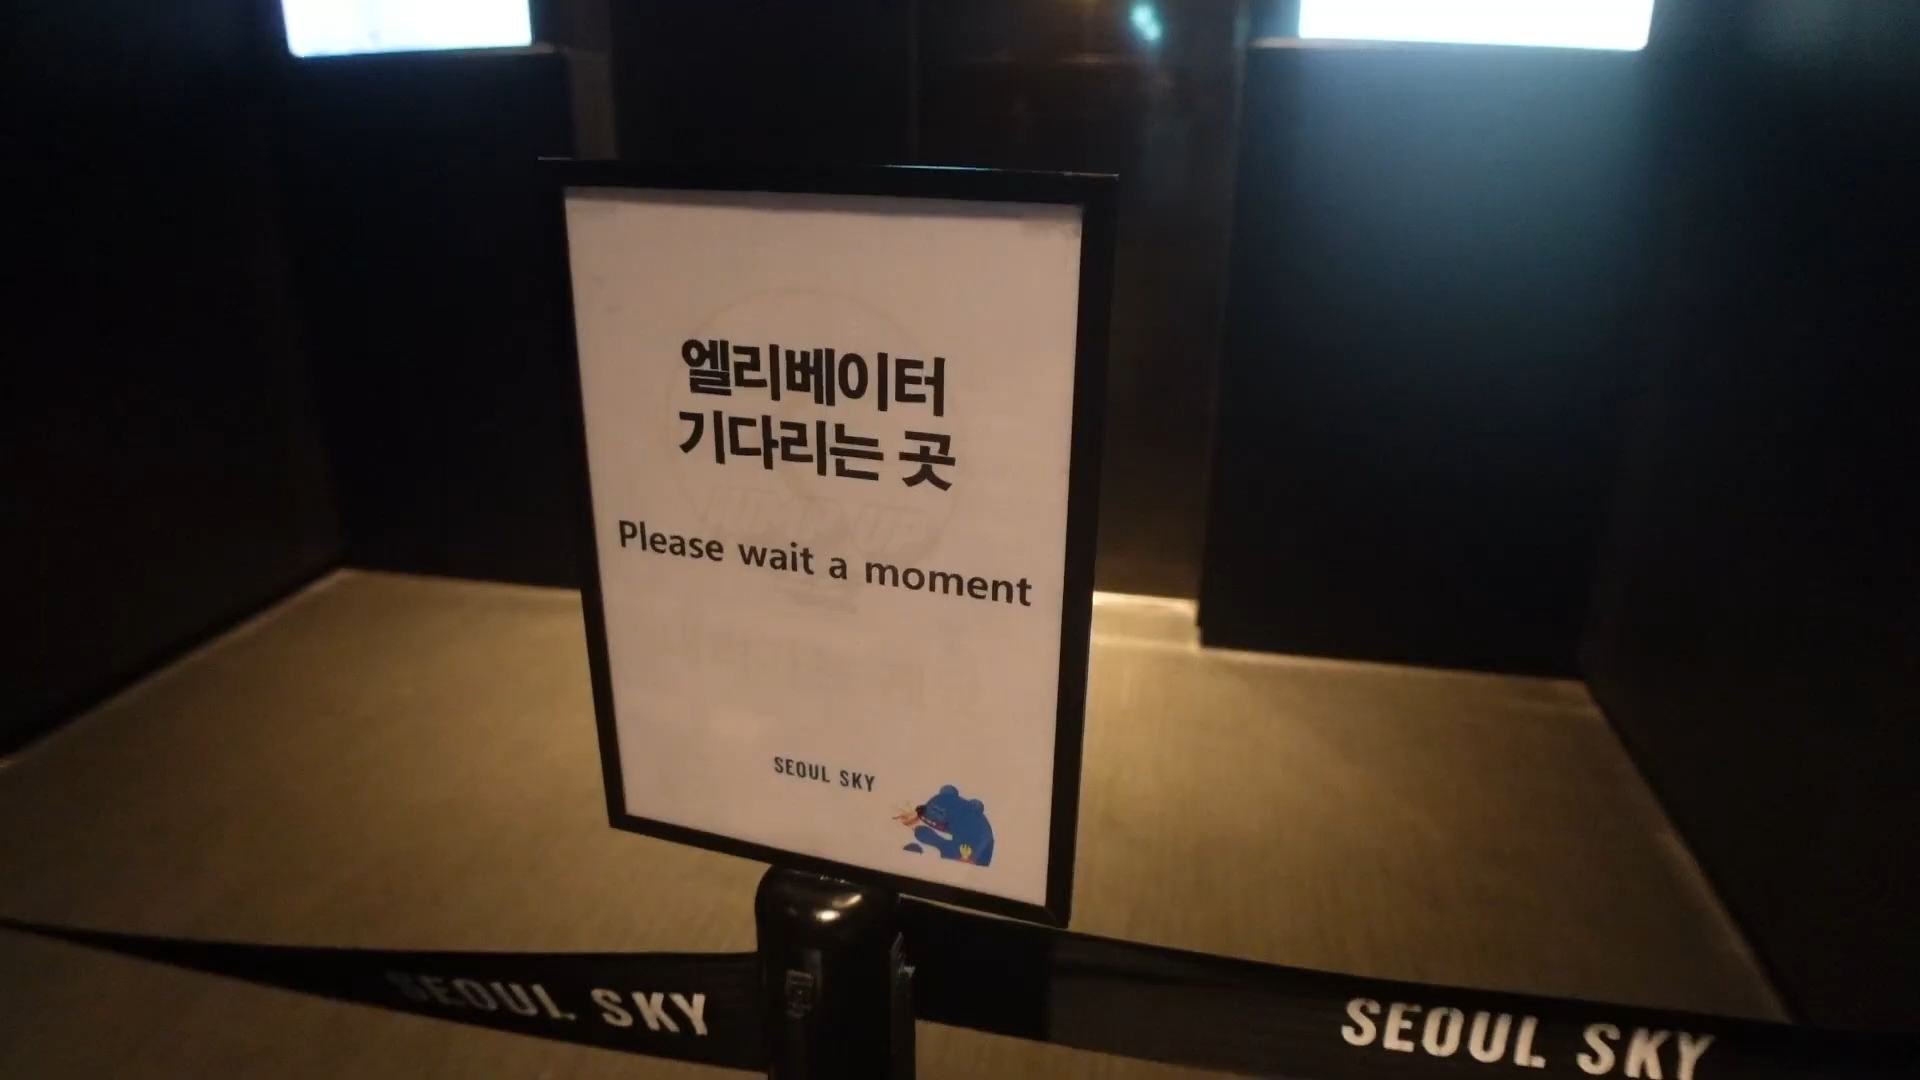 엘리베이터
기다리는 곳
Please wait a moment
SEOUL SKY
SEOUL SKY
SEOUL SKY